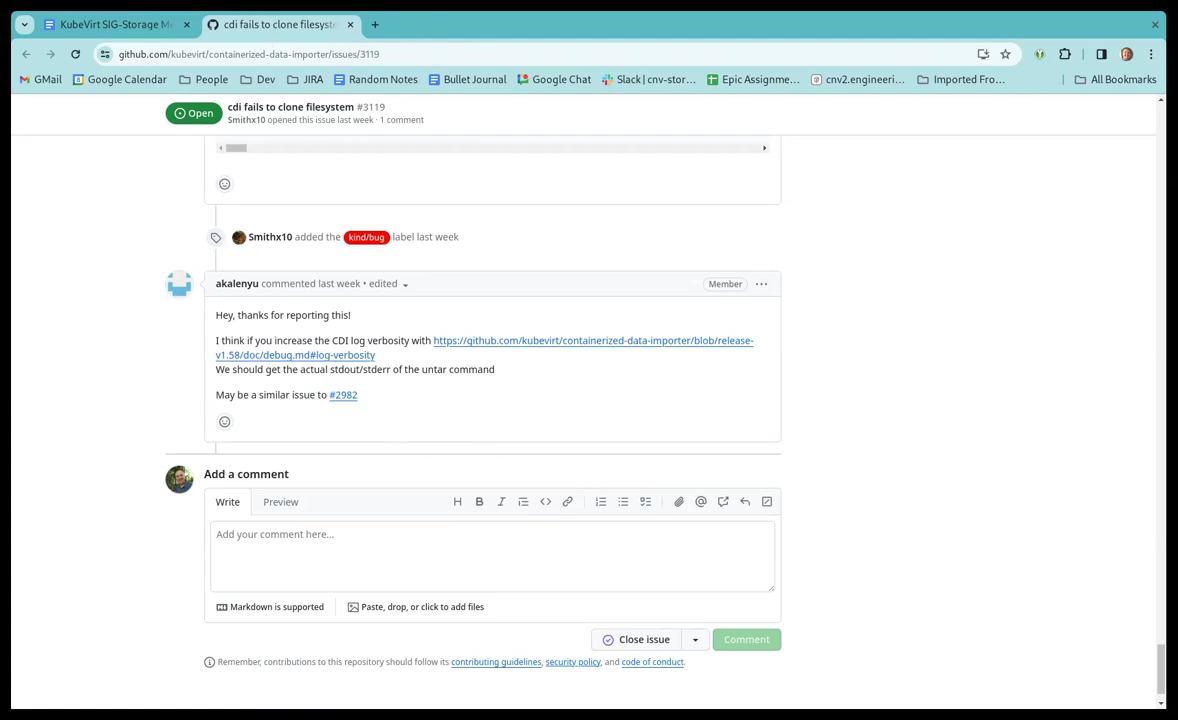 KubeVirt SIG-Storage Me
cdi fails to clone filesyste
github.com/kubevirt/containerized-data-importer/issues/3119
GMail
Google Calendar
People
Dev
JIRA
Random Notes
Bullet Journal
Google Chat
Slack | cnv-stor...
Epic Assignme...
cnv2.engineeri...
Imported Fro...
All Bookmarks
Open
cdi fails to clone filesystem #3119
Smithx10 opened this issue last week · 1 comment
Smithx10 added the kind/bug label last week
akalenyu commented last week • edited
Member
Hey, thanks for reporting this!
I think if you increase the CDI log verbosity with https://github.com/kubevirt/containerized-data-importer/blob/release-
v1.58/doc/debug.md#log-verbosity
We should get the actual stdout/stderr of the untar command
May be a similar issue to #2982
Add a comment
Write
Preview
Add your comment here...
Markdown is supported
Paste, drop, or click to add files
Close issue
Comment
Remember, contributions to this repository should follow its contributing guidelines, security policy, and code of conduct.